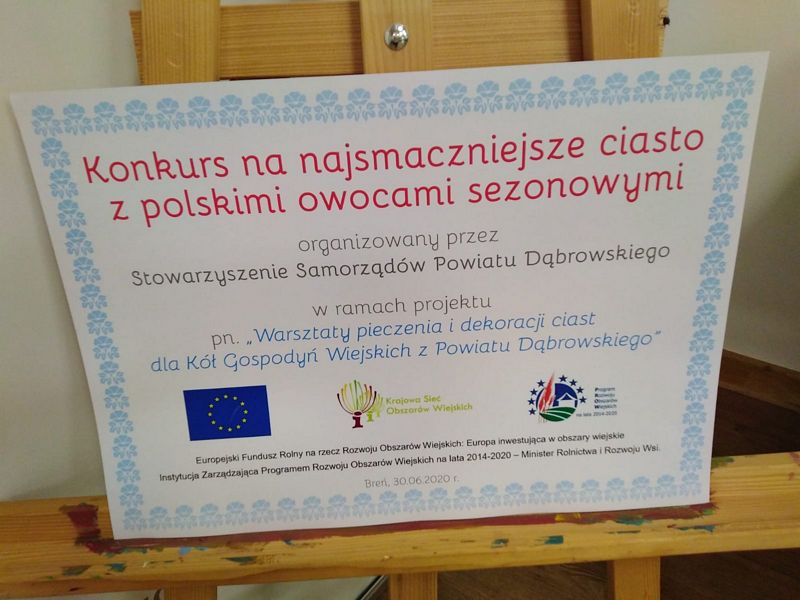 Konkurs na najsmaczniejsze ciasto
z polskimi owocami sezonowymi
organizowany przez
Stowarzyszenie Samorządów Powiatu Dąbrowskiego
w ramach projektu
pn. „Warsztaty pieczenia i dekoracji ciast
dla Kół Gospodyń Wiejskich z Powiatu Dąbrowskiego”
Krajowa Sieć
Obszarów Wiejskich
Program
Rozwoju
Obszarów
Wiejskich
na lata 2014-2020
Europejski Fundusz Rolny na rzecz Rozwoju Obszarów Wiejskich: Europa inwestująca w obszary wiejskie
Instytucja Zarządzająca Programem Rozwoju Obszarów Wiejskich na lata 2014-2020 – Minister Rolnictwa i Rozwoju Wsi.
Breń, 30.06.2020 r.